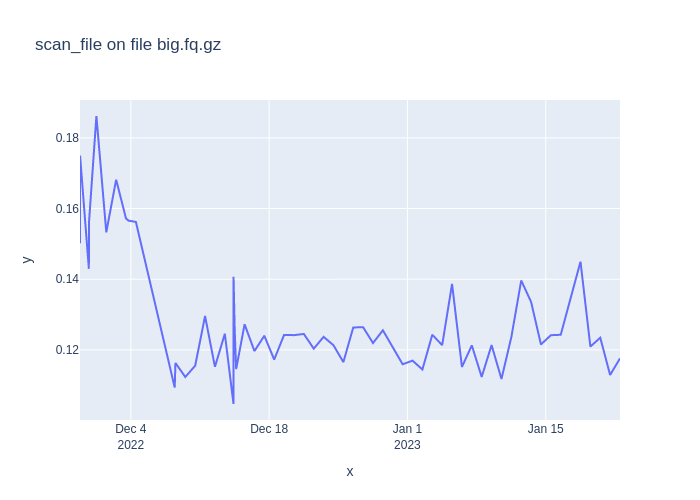 scan_file on file big.fq.gz
0.18
0.16
0.14
0.12
y
Dec 4
2022
Dec 18
Jan 1
2023
Jan 15
x